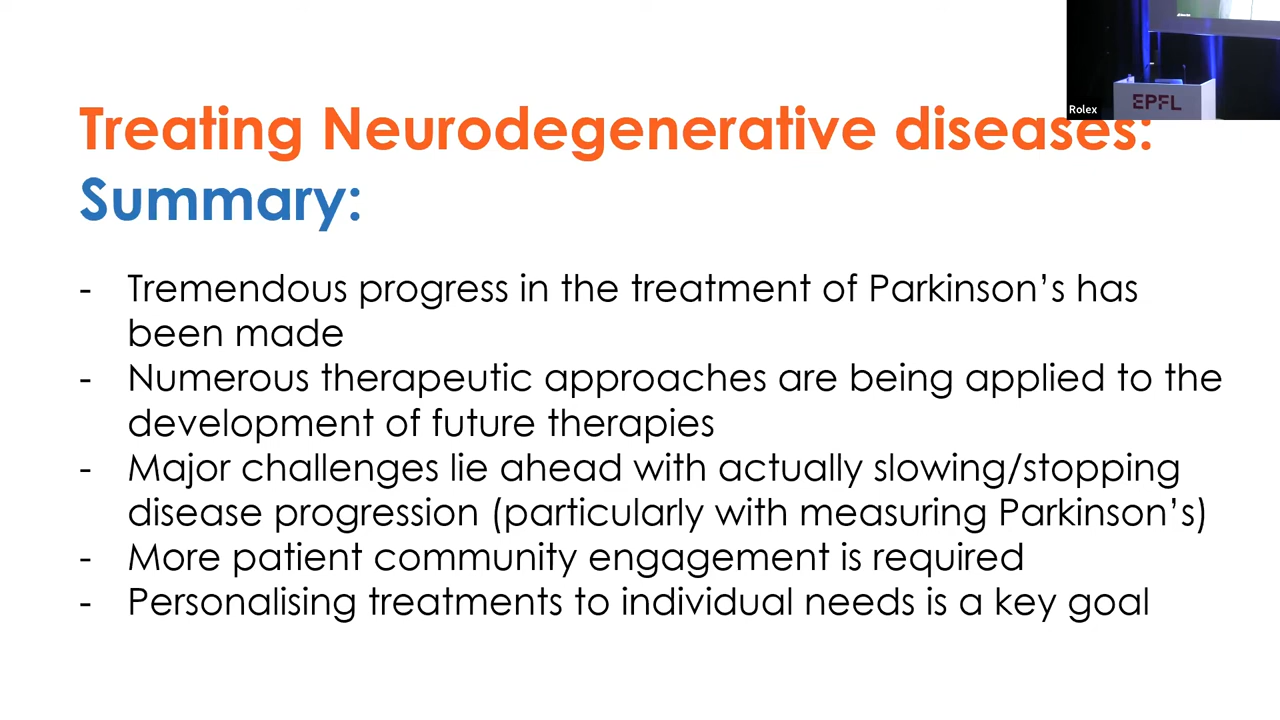 Treating Neurodegenerative diseases:
Summary:
- Tremendous progress in the treatment of Parkinson’s has
been made
- Numerous therapeutic approaches are being applied to the
development of future therapies
- Major challenges lie ahead with actually slowing/stopping
disease progression (particularly with measuring Parkinson’s)
- More patient community engagement is required
- Personalising treatments to individual needs is a key goal
EPFL
Rolex